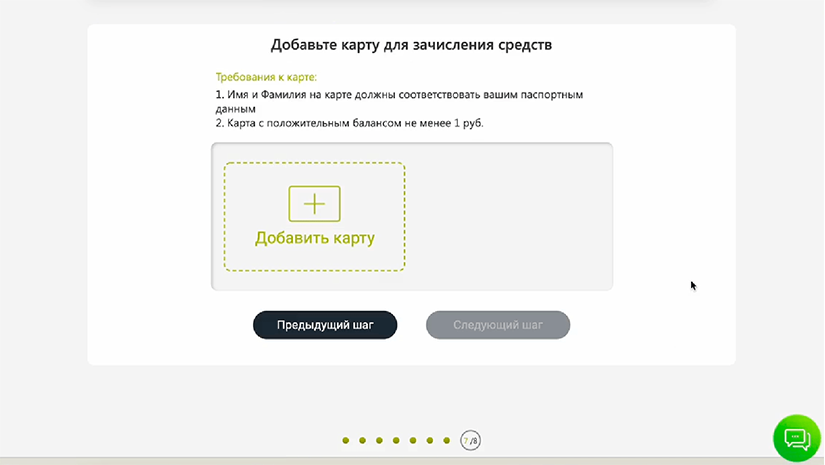 Добавьте карту для зачисления средств
Требования к карте:
1. Имя и Фамилия на карте должны соответствовать вашим паспортным
данным
2. Карта с положительным балансом не менее 1 руб.
Добавить карту
Предыдущий шаг
Следующий шаг
7/8